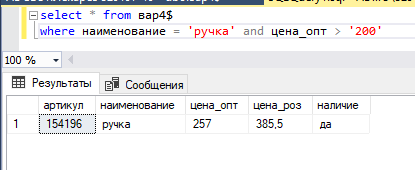 select * from вар4$
where наименование = 'ручка' and цена_опт > '200'
100 %
Результаты Сообщения
артикул наименование цена_опт цена_роз наличие
1 154196 ручка 257 385,5 да